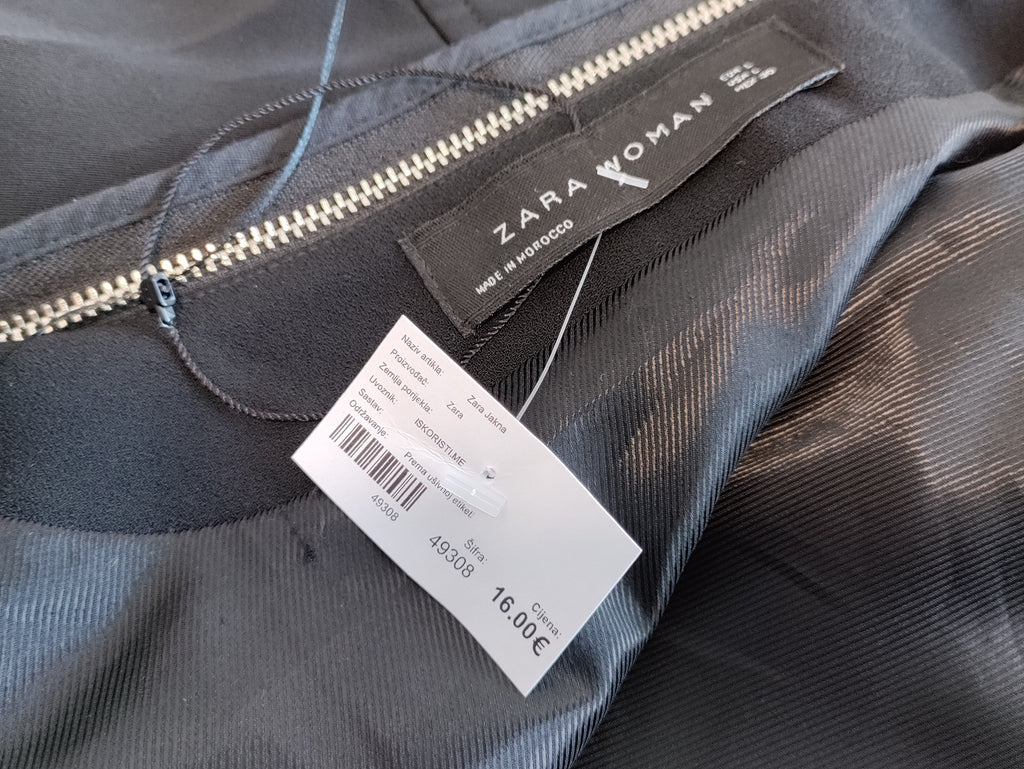 ZARA WOMAN
MADE IN MOROCCO
Naziv artikla: Zara Jakna
Proizvođač: Zara
Zemlja porijekla:
Uvoznik: ISKORISTI.ME
Sastav:
Održavanje: Prema ušivnoj etiketi.
49308
Šifra:
49308
Cijena:
16.00€